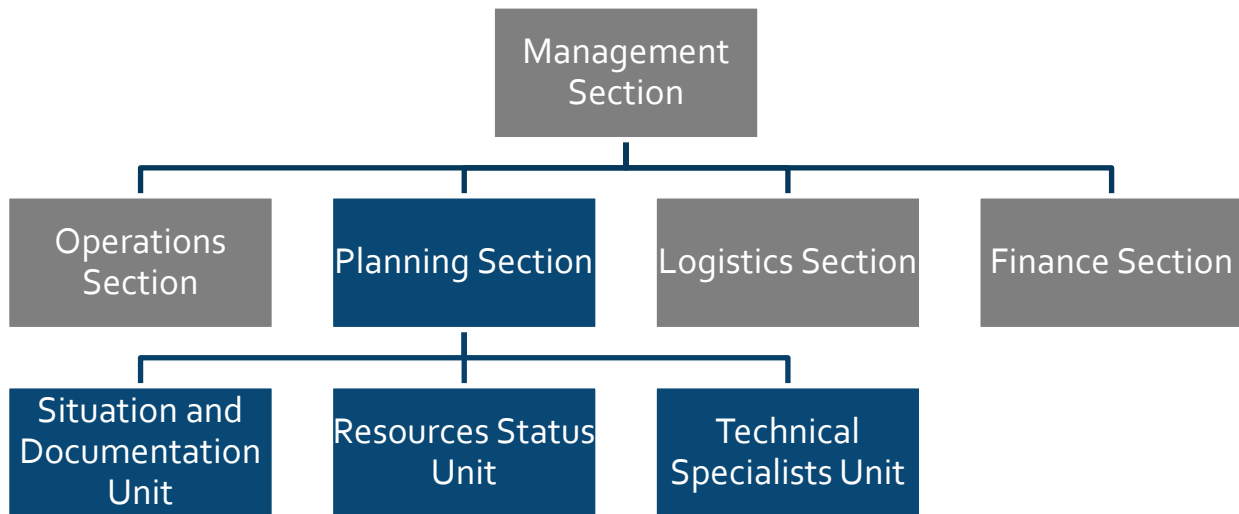 Management
Section
Operations
Section
Planning Section
Logistics Section
Finance Section
Situation and
Documentation
Unit
Resources Status
Unit
Technical
Specialists Unit